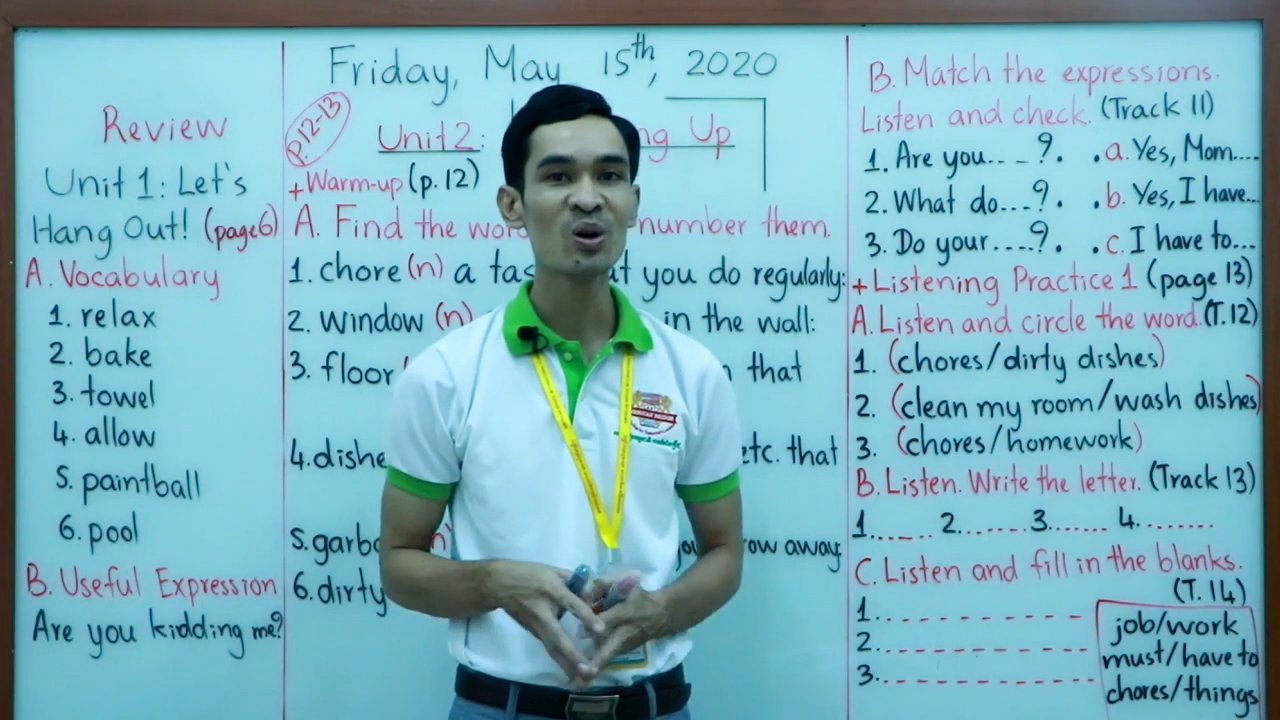 Friday, May 15th, 2020
Review
Unit 1: Let's
Hang Out! (page 6)
A. Vocabulary
1. relax
2. bake
3. towel
4. allow
5. paintball
6. pool
B. Useful Expression
Are you kidding me?
P.12-13
Unit 2: ng Up
+ Warm-up (p. 12)
A. Find the wor number them.
1. chore (n) a tas t you do regularly:
2. window (n) in the wall:
3. floor that
4. dishe etc. that
5. garb row away:
6. dirty
B. Match the expressions.
Listen and check. (Track 11)
1. Are you....?. .a. Yes, Mom....
2. What do...?. .b. Yes, I have...
3. Do your....?. .c. I have to...
+ Listening Practice 1 (page 13)
A. Listen and circle the word. (T.12)
1. (chores/dirty dishes)
2. (clean my room/wash dishes)
3. (chores/homework)
B. Listen. Write the letter. (Track 13)
1...... 2....... 3....... 4........
C. Listen and fill in the blanks.
(T.14)
1.
2.
3.
job/work
must/have to
chores/things